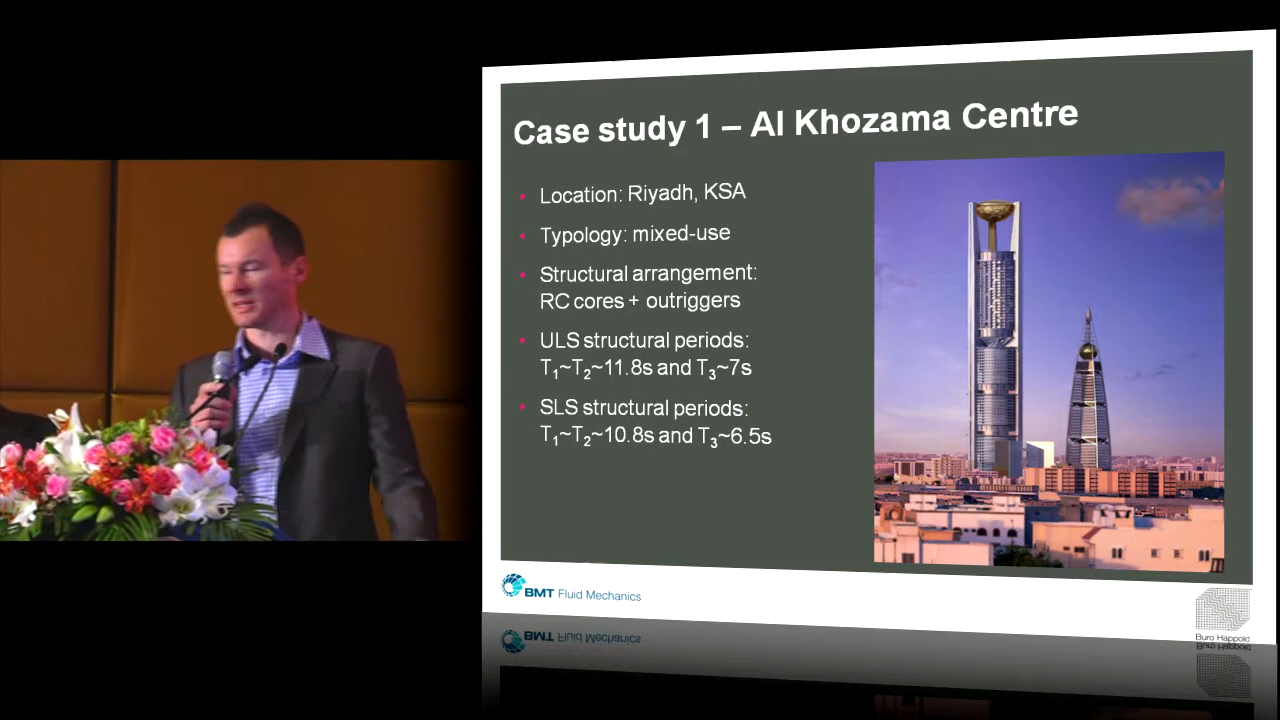 Case study 1 – Al Khozama Centre
• Location: Riyadh, KSA
• Typology: mixed-use
• Structural arrangement:
RC cores + outriggers
• ULS structural periods:
T₁~T₂~11.8s and T₃~7s
• SLS structural periods:
T₁~T₂~10.8s and T₃~6.5s
BMT Fluid Mechanics
Buro Happold